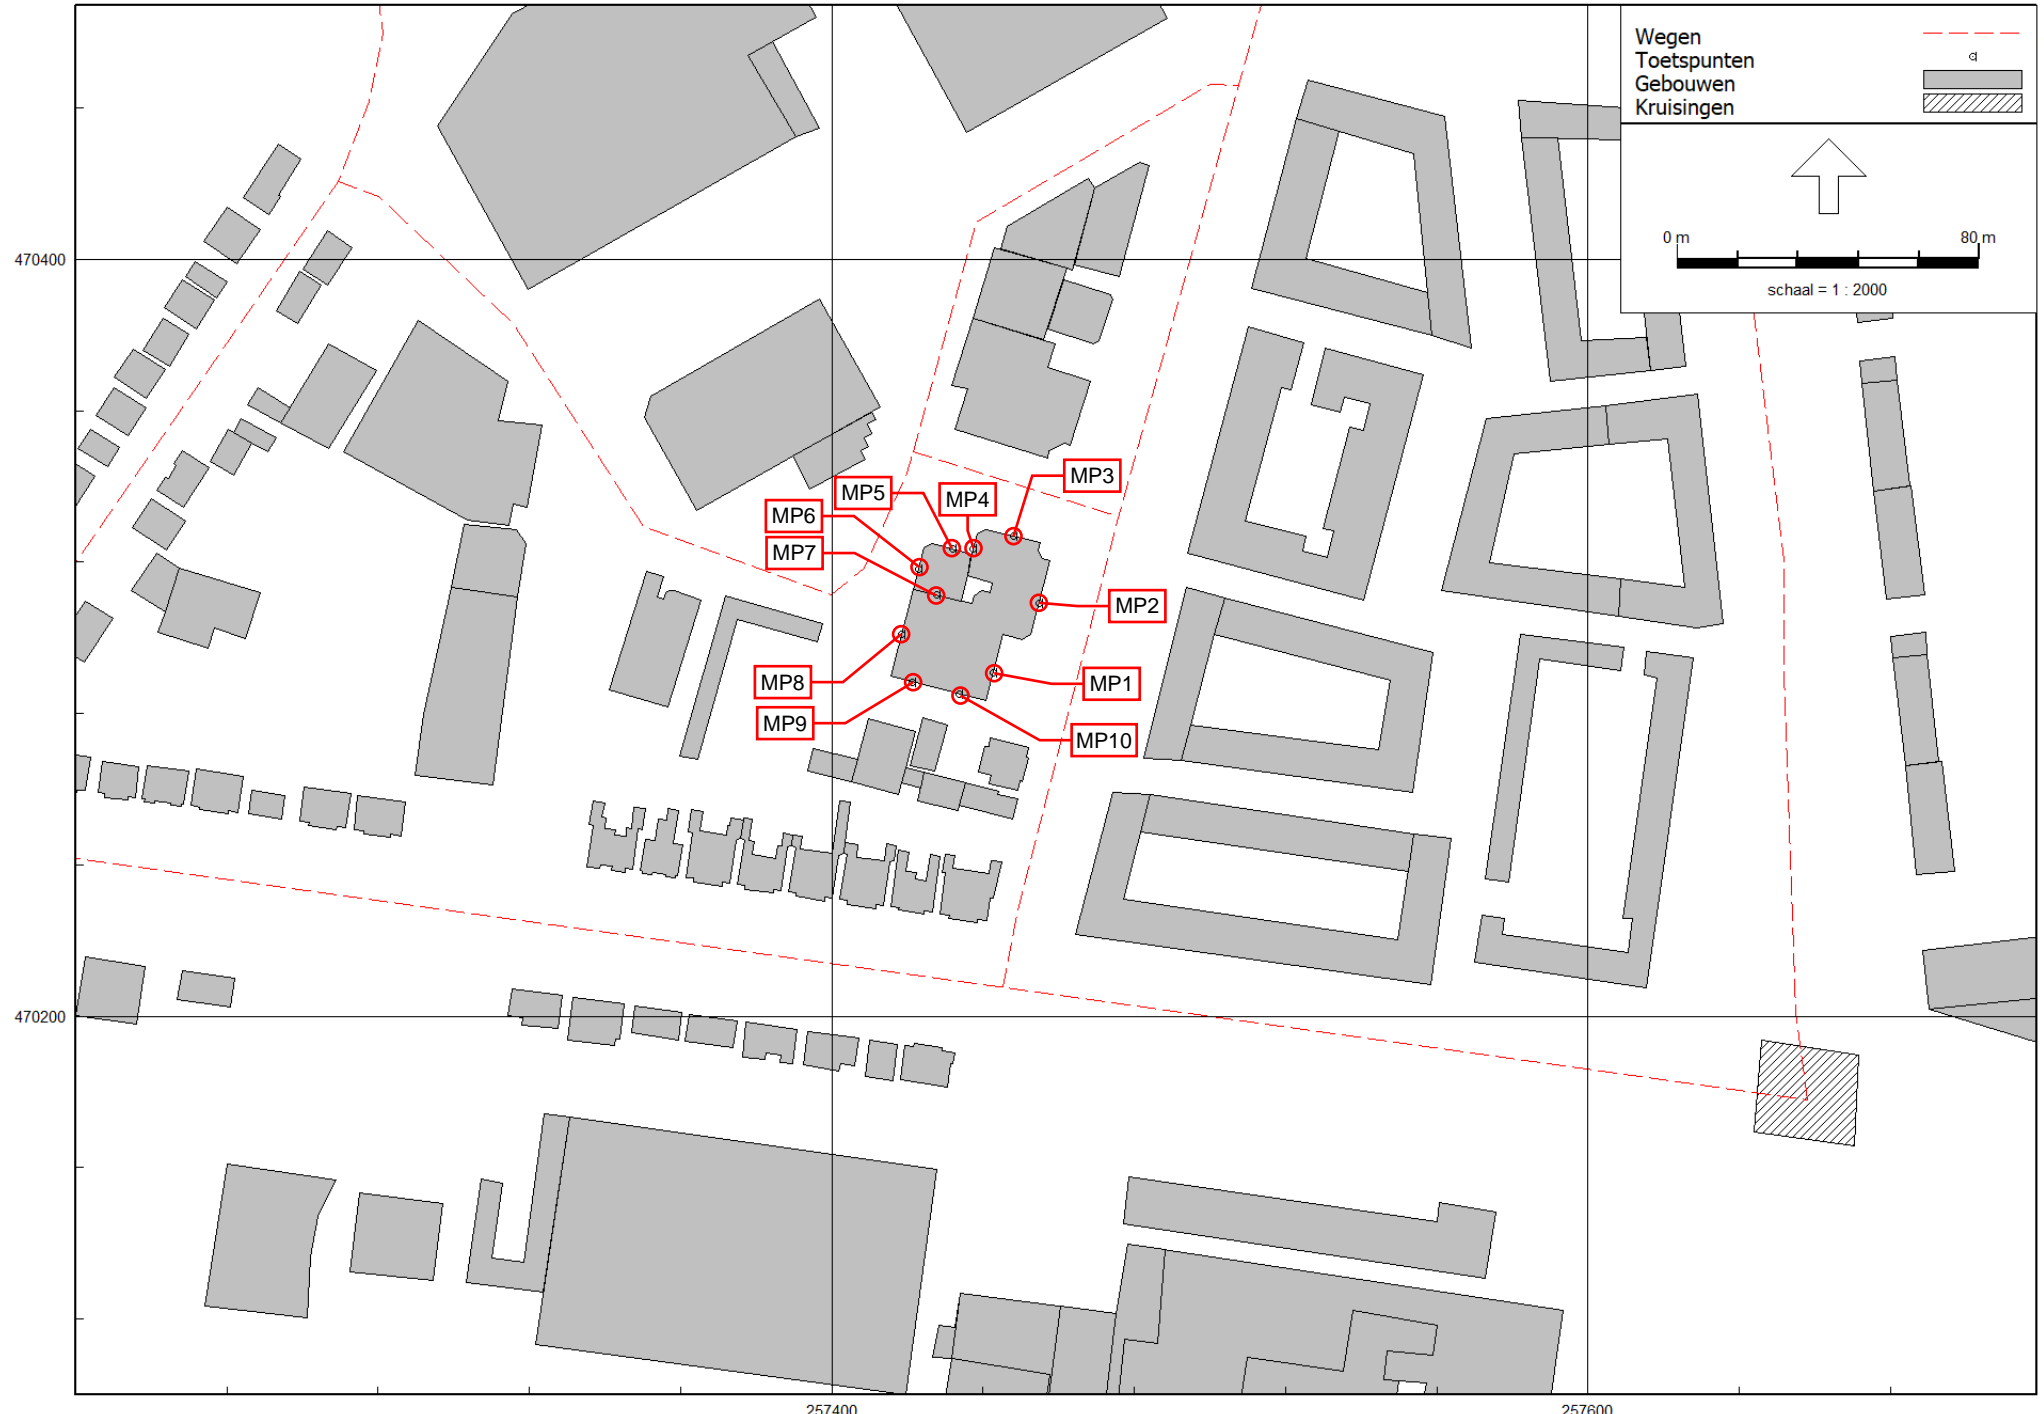 Wegen
Toetspunten
Gebouwen
Kruisingen
0 m 80 m
schaal = 1 : 2000
470400
MP3
MP5
MP4
MP6
MP7
MP2
MP8
MP1
MP9
MP10
470200
257400
257600